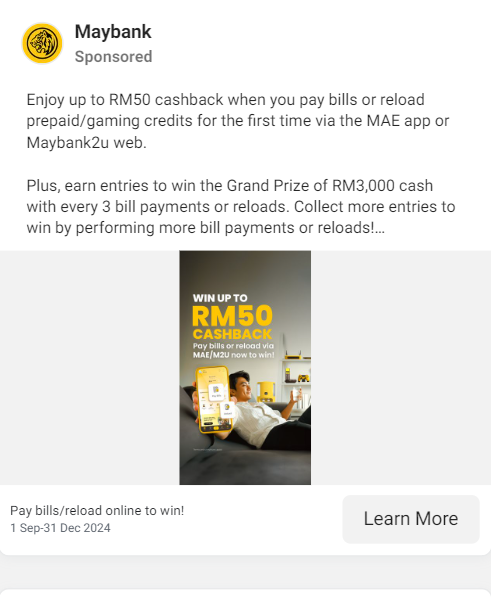 Maybank
Sponsored
Enjoy up to RM50 cashback when you pay bills or reload
prepaid/gaming credits for the first time via the MAE app or
Maybank2u web.
Plus, earn entries to win the Grand Prize of RM3,000 cash
with every 3 bill payments or reloads. Collect more entries to
win by performing more bill payments or reloads!...
WIN UP TO
RM50
CASHBACK
Pay bills or reload via
MAE/M2U now to win!
Pay bills/reload online to win!
1 Sep-31 Dec 2024
Learn More